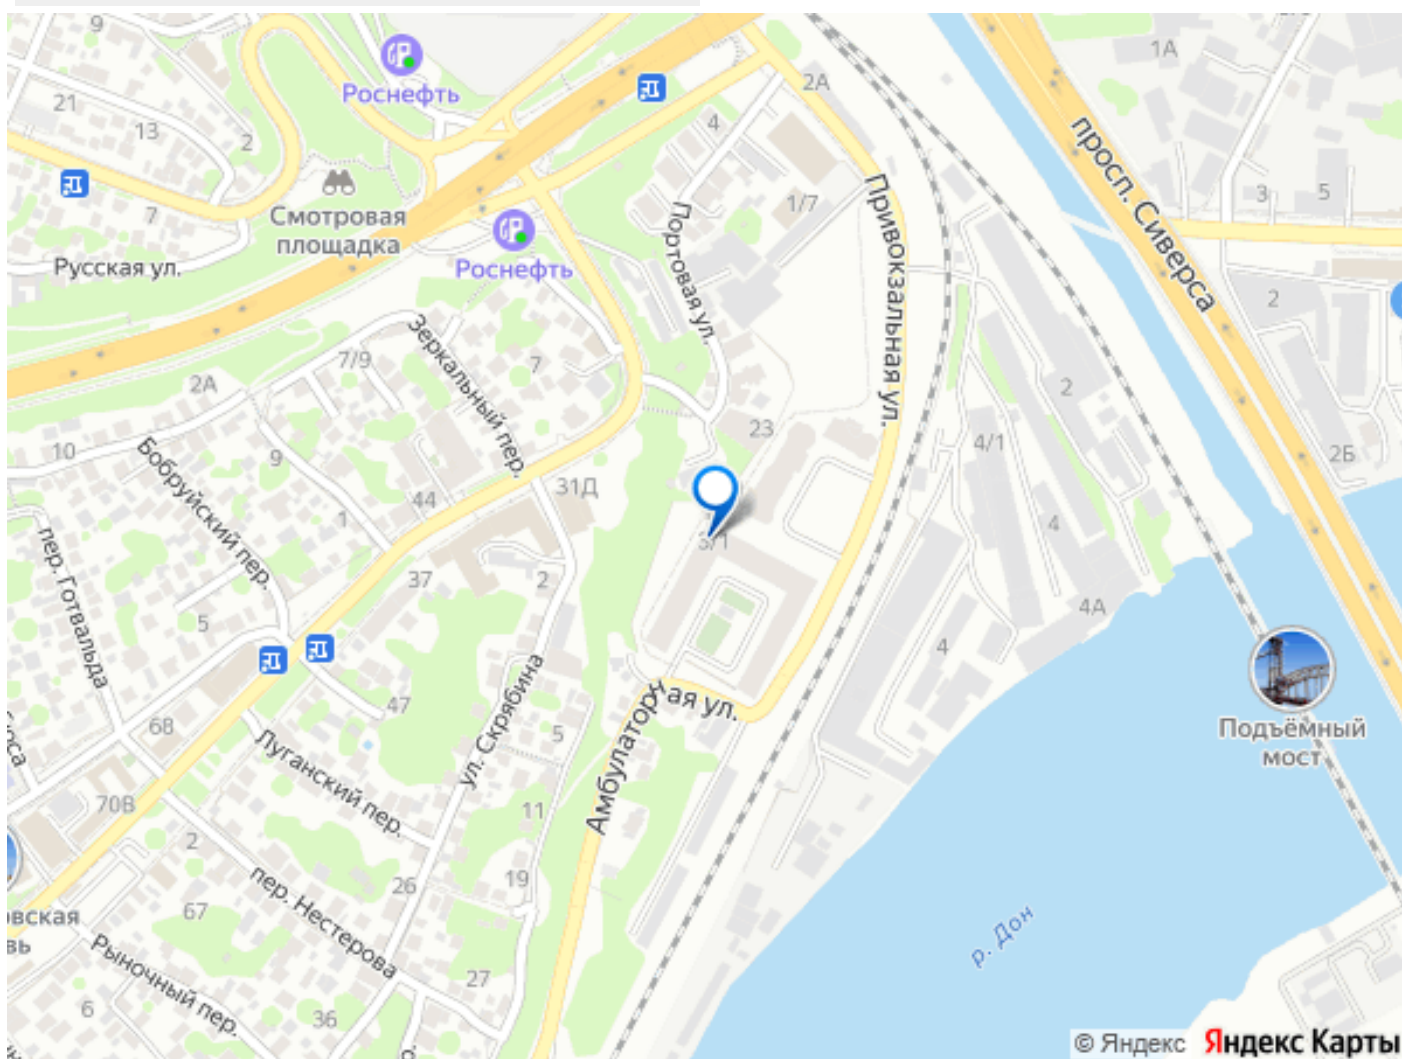 9
Роснефть
2А
1А
21
13
2
4
просп. Сиверса
7
Смотровая
площадка
1/7
3
5
Привокзальная ул.
Портовая ул.
Русская ул.
Роснефть
2
Зеркальный пер.
7/9
7
2А
2
23
4/1
2Б
10
Бобруйский пер.
9
44
31Д
1
4
пер. Готвальда
37
2
4А
5
4
ул. Скрябина
47
Амбулаторная ул.
Подъёмный
мост
68
5
Луганский пер.
70В
11
2
26
19
пер. Нестерова
67
вская
вь
р. Дон
Рыночный пер.
27
6
36
© Яндекс Яндекс Карты